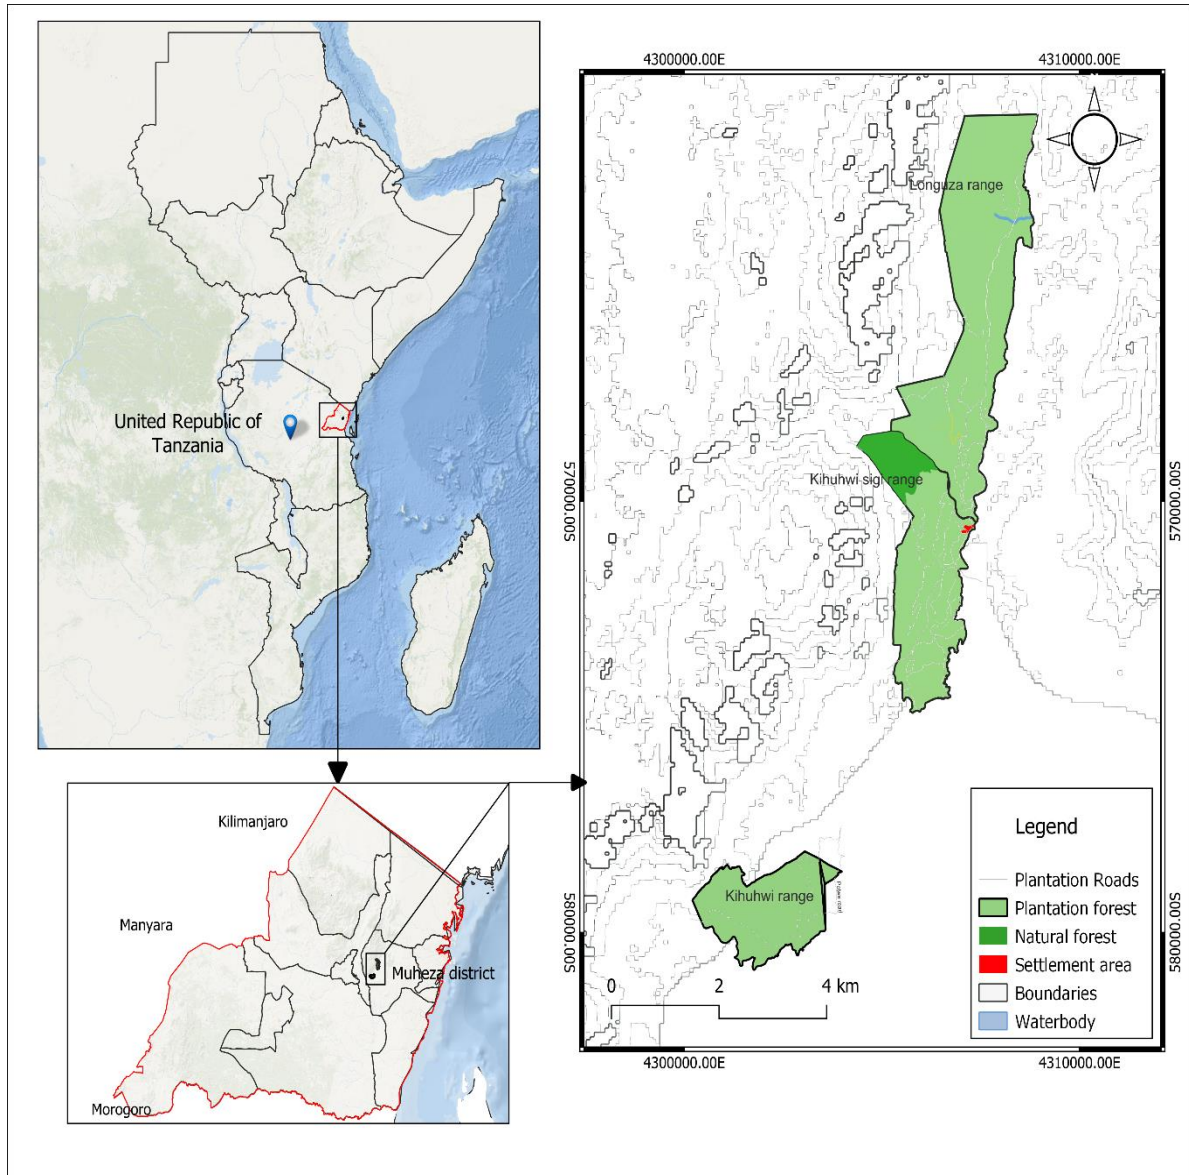 United Republic of
Tanzania
Kilimanjaro
Manyara
Muheza district
Morogoro
4300000.00E
4310000.00E
Longuza range
Kihuhwi sigi range
570000.00S
570000.00S
Kihuhwi range
580000.00S
580000.00S
0 2 4 km
4300000.00E
4310000.00E
Legend
Plantation Roads
Plantation forest
Natural forest
Settlement area
Boundaries
Waterbody